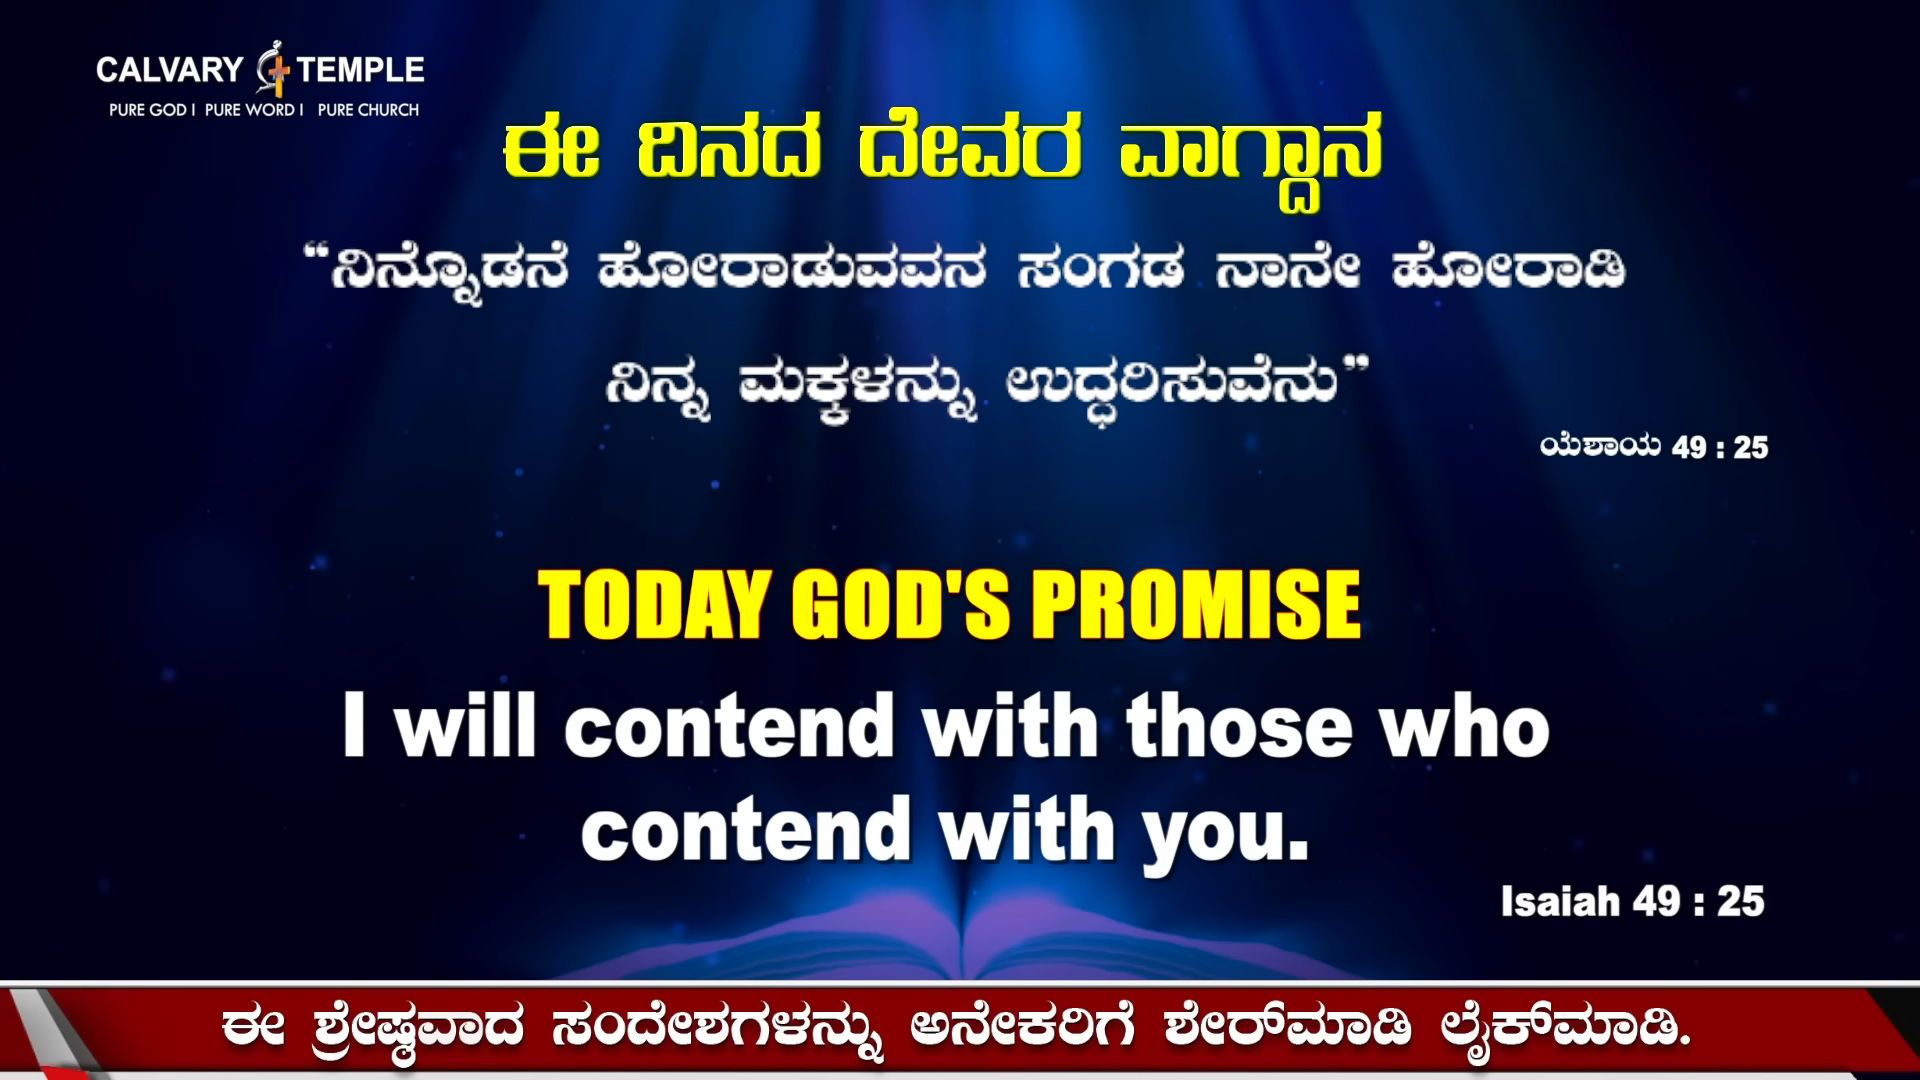 CALVARY TEMPLE
PURE GOD I PURE WORD I PURE CHURCH
ಈ ದಿನದ ದೇವರ ವಾಗ್ದಾನ
“ನಿನ್ನೊಡನೆ ಹೋರಾಡುವವನ ಸಂಗಡ ನಾನೇ ಹೋರಾಡಿ
ನಿನ್ನ ಮಕ್ಕಳನ್ನು ಉದ್ಧರಿಸುವೆನು”
ಯೆಶಾಯ 49 : 25
TODAY GOD'S PROMISE
I will contend with those who
contend with you.
Isaiah 49 : 25
ಈ ಶ್ರೇಷ್ಠವಾದ ಸಂದೇಶಗಳನ್ನು ಅನೇಕರಿಗೆ ಶೇರ್‌ಮಾಡಿ ಲೈಕ್‌ಮಾಡಿ.